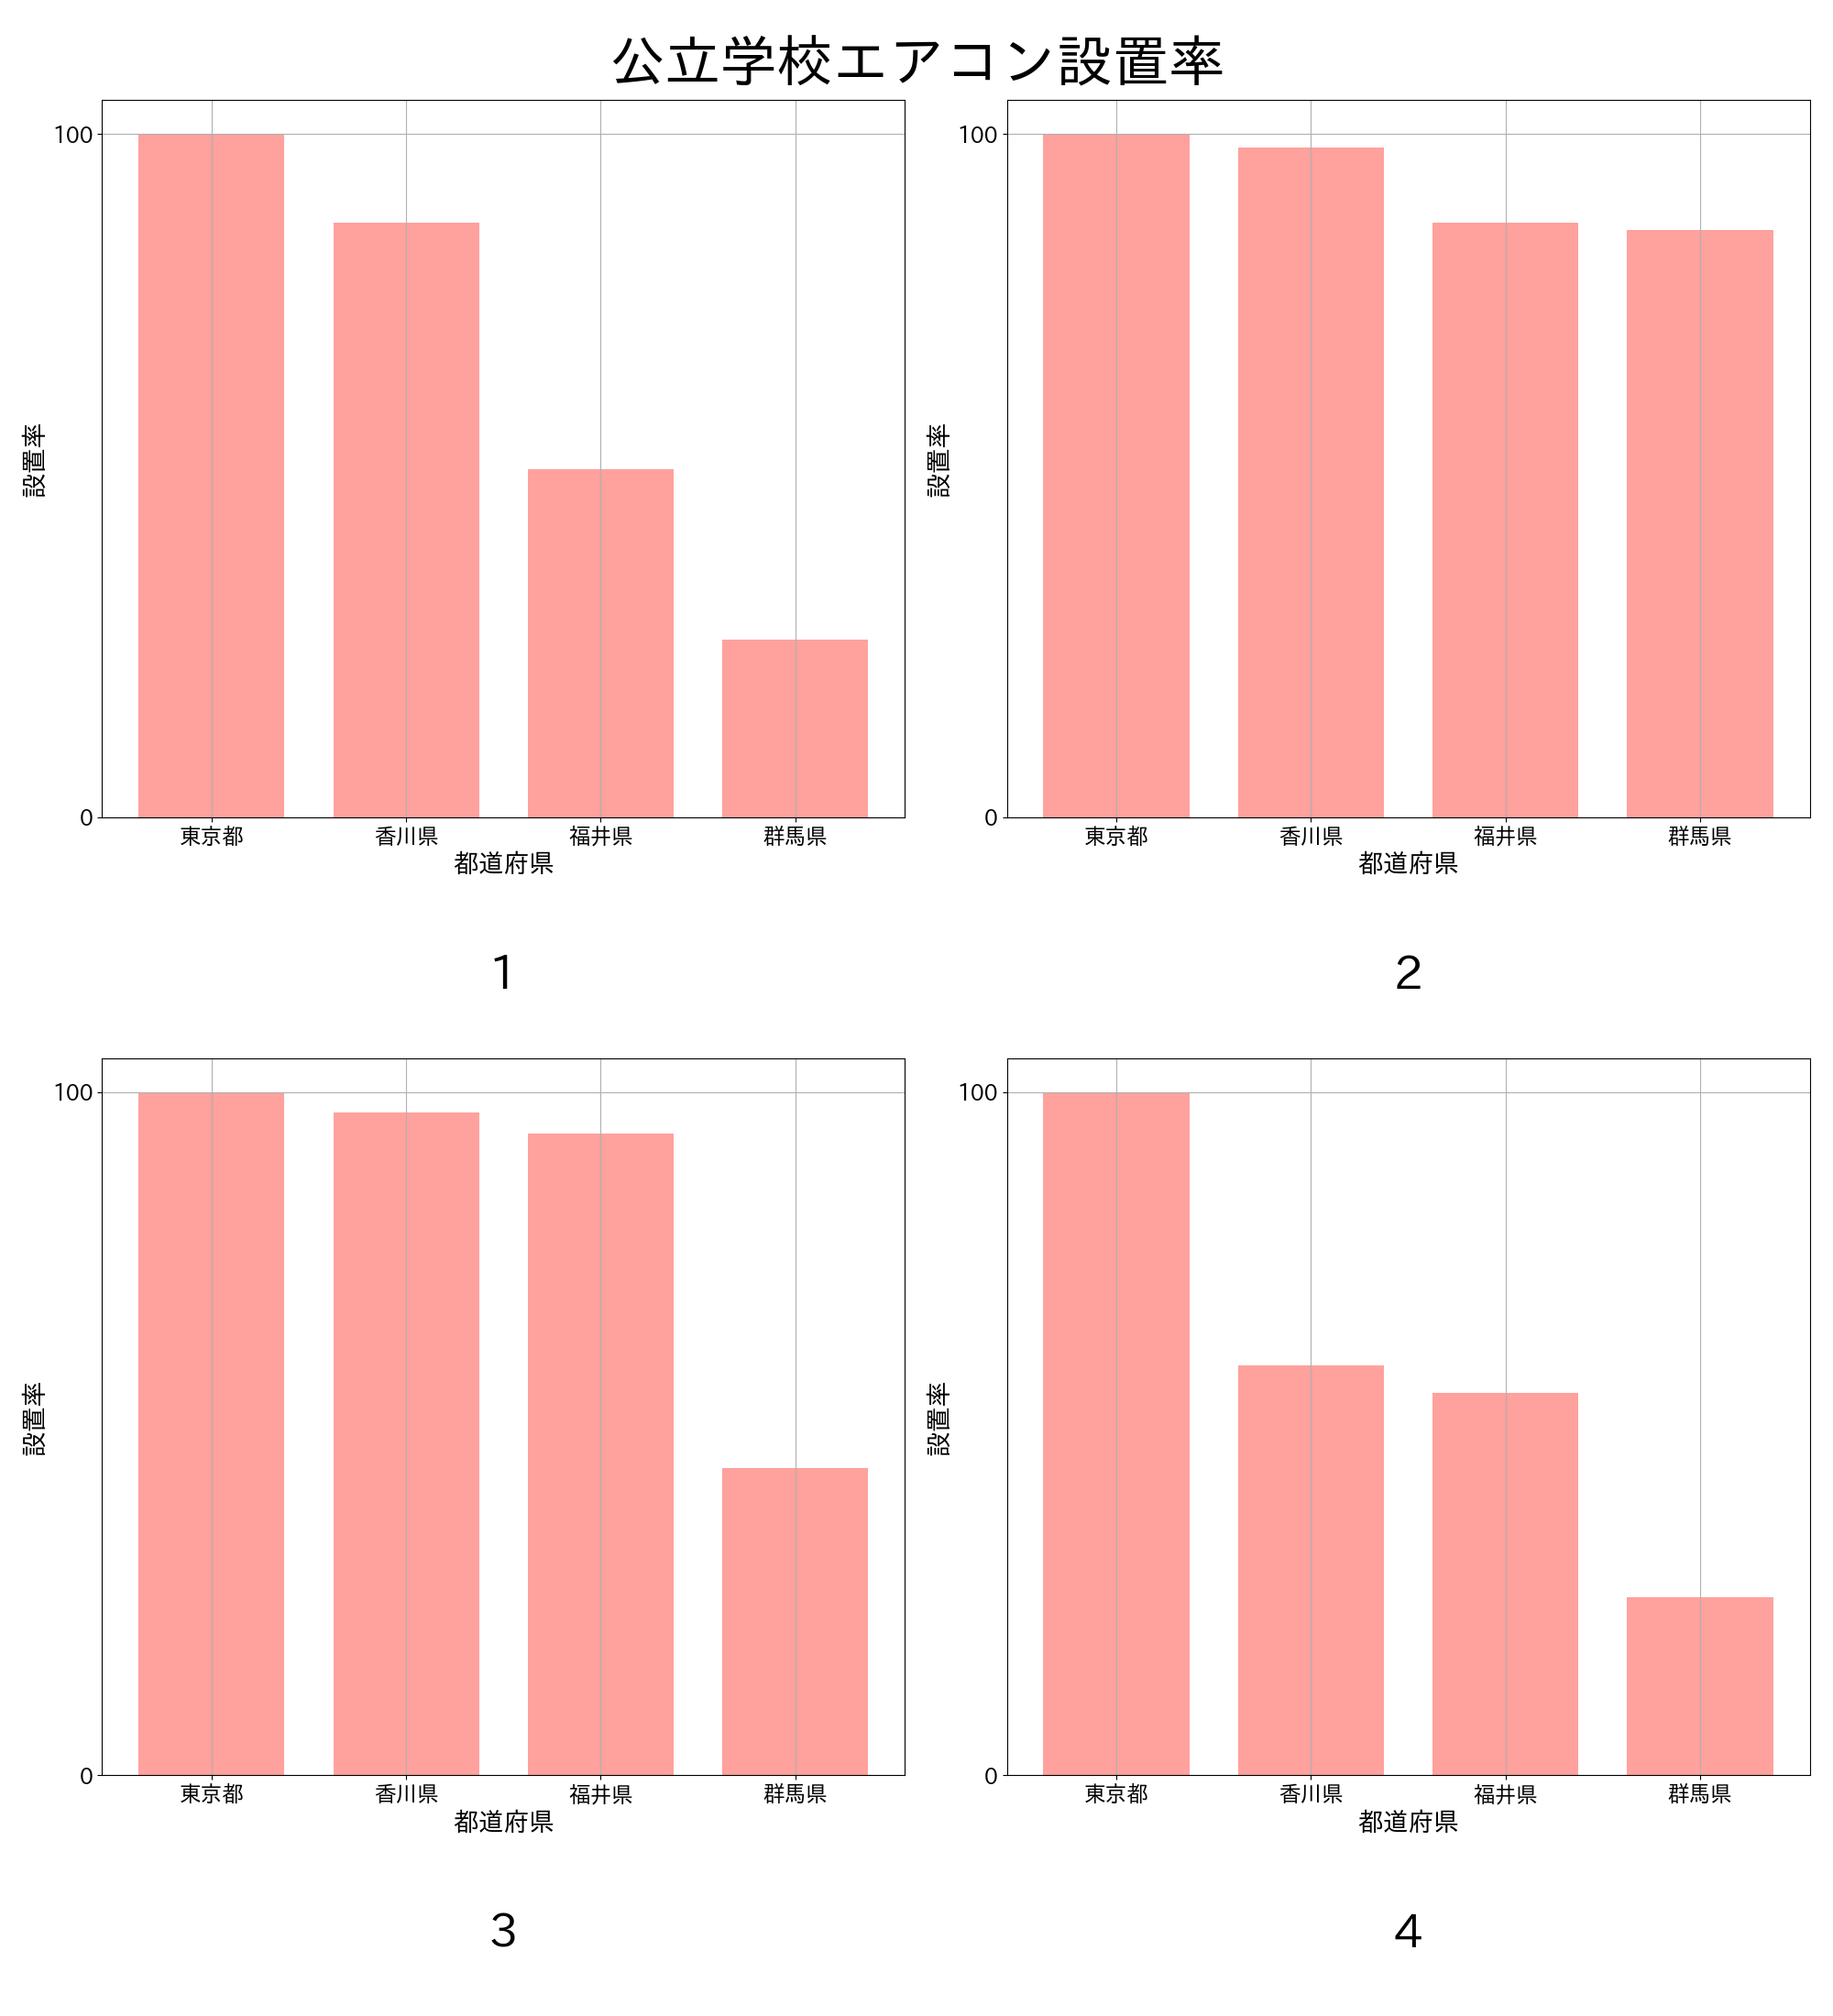 公立学校エアコン設置率
100
0
設置率
東京都 香川県 福井県 群馬県
都道府県
1
100
0
設置率
東京都 香川県 福井県 群馬県
都道府県
2
100
0
設置率
東京都 香川県 福井県 群馬県
都道府県
3
100
0
設置率
東京都 香川県 福井県 群馬県
都道府県
4